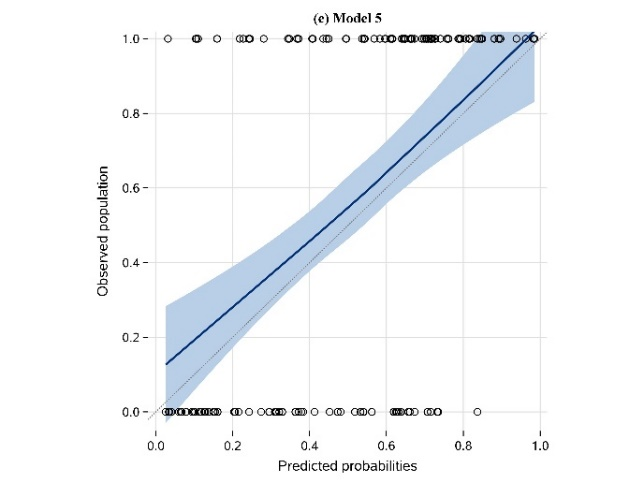 (e) Model 5
1.0
0.8
0.6
0.4
0.2
0.0
Observed population
0.0 0.2 0.4 0.6 0.8 1.0
Predicted probabilities